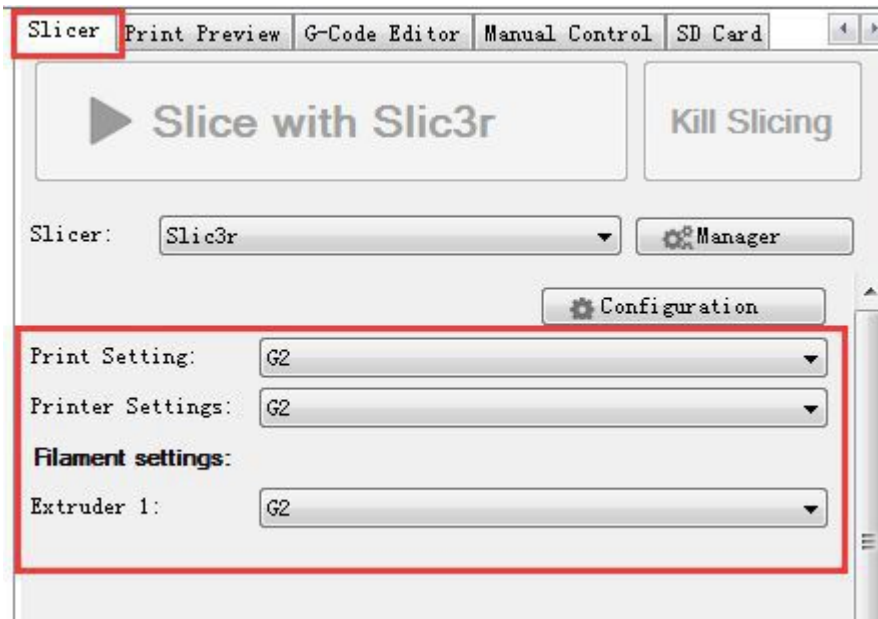 Slicer Print Preview G-Code Editor Manual Control SD Card
Slice with Slic3r Kill Slicing
Slicer: Slic3r Manager
Configuration
Print Setting: G2
Printer Settings: G2
Filament settings:
Extruder 1: G2